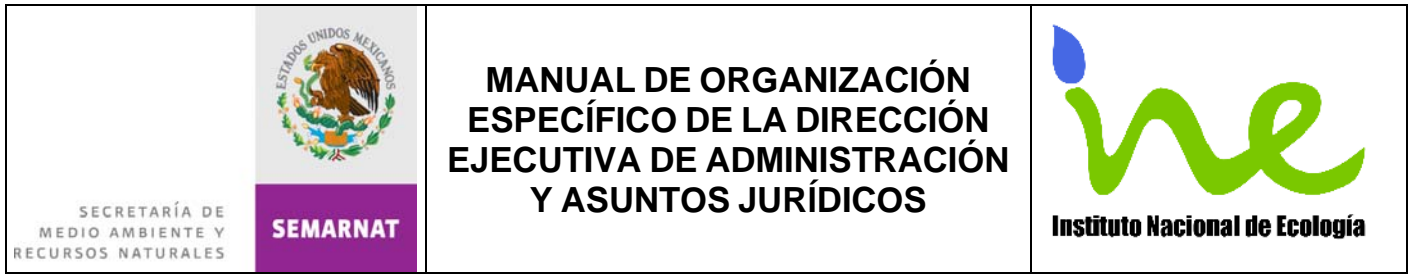 ESTADOS UNIDOS MEXICANOS
SECRETARÍA DE
MEDIO AMBIENTE Y
RECURSOS NATURALES
SEMARNAT
MANUAL DE ORGANIZACIÓN
ESPECÍFICO DE LA DIRECCIÓN
EJECUTIVA DE ADMINISTRACIÓN
Y ASUNTOS JURÍDICOS
ine
Instituto Nacional de Ecología